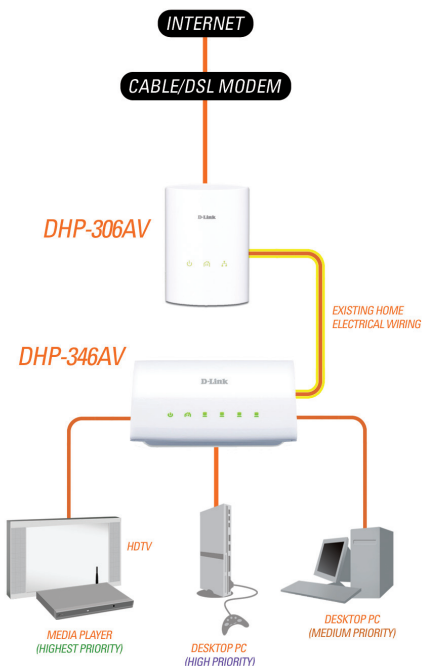 INTERNET
CABLE/DSL MODEM
D-Link
DHP-306AV
EXISTING HOME
ELECTRICAL WIRING
DHP-346AV
D-Link
HDTV
MEDIA PLAYER
(HIGHEST PRIORITY)
DESKTOP PC
(HIGH PRIORITY)
DESKTOP PC
(MEDIUM PRIORITY)